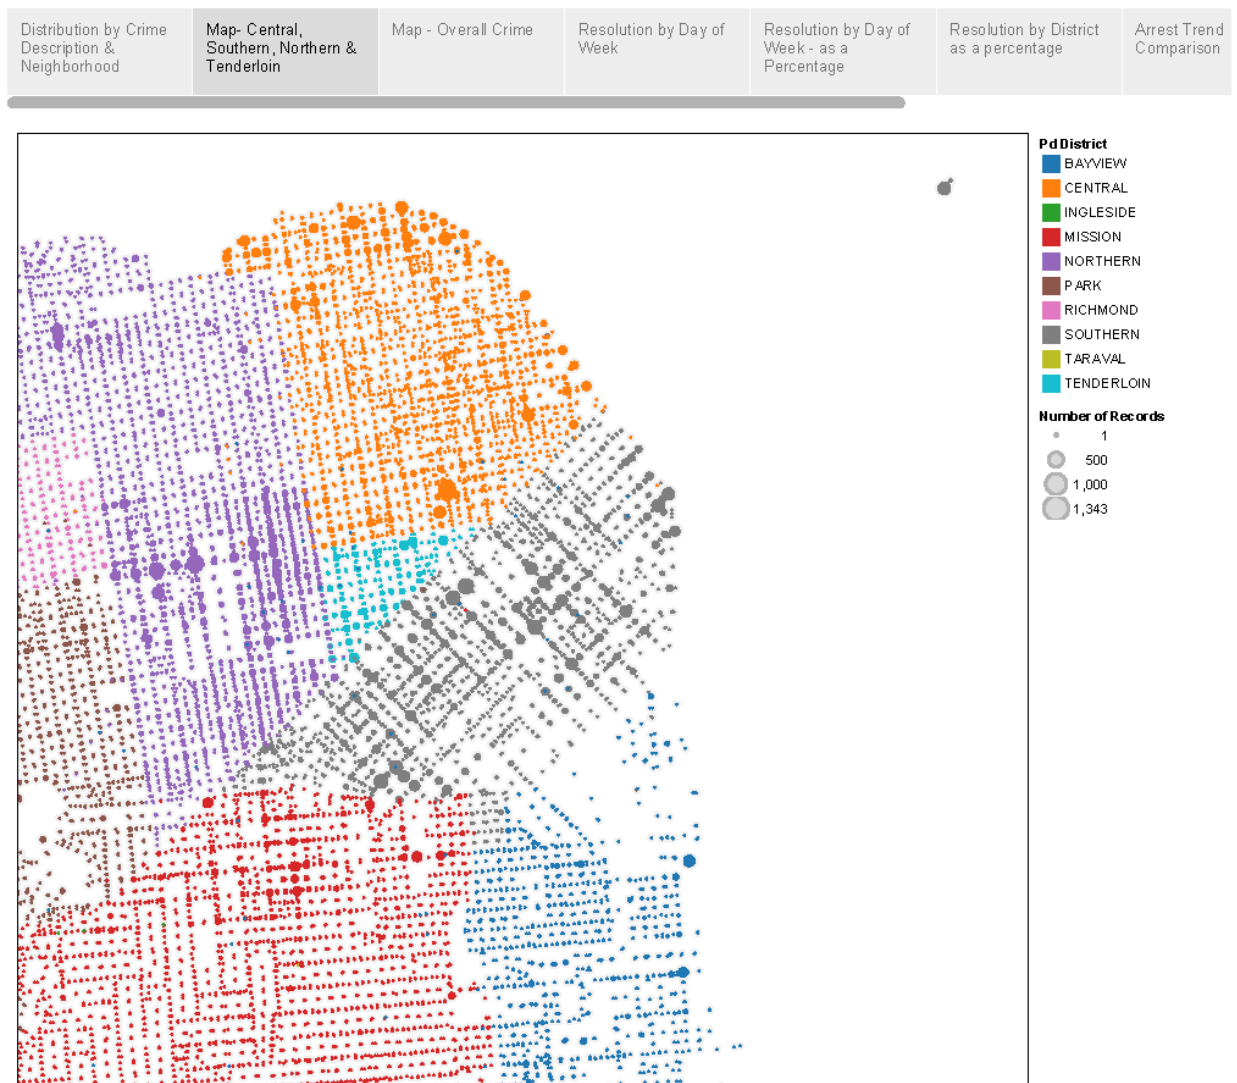 Distribution by Crime
Description &
Neighborhood
Map- Central,
Southern, Northern &
Tenderloin
Map - Overall Crime
Resolution by Day of
Week
Resolution by Day of
Week - as a
Percentage
Resolution by District
as a percentage
Arrest Trend
Comparison
Pd District
BAYVIEW
CENTRAL
INGLESIDE
MISSION
NORTHERN
PARK
RICHMOND
SOUTHERN
TARAVAL
TENDERLOIN
Number of Records
1
500
1,000
1,343